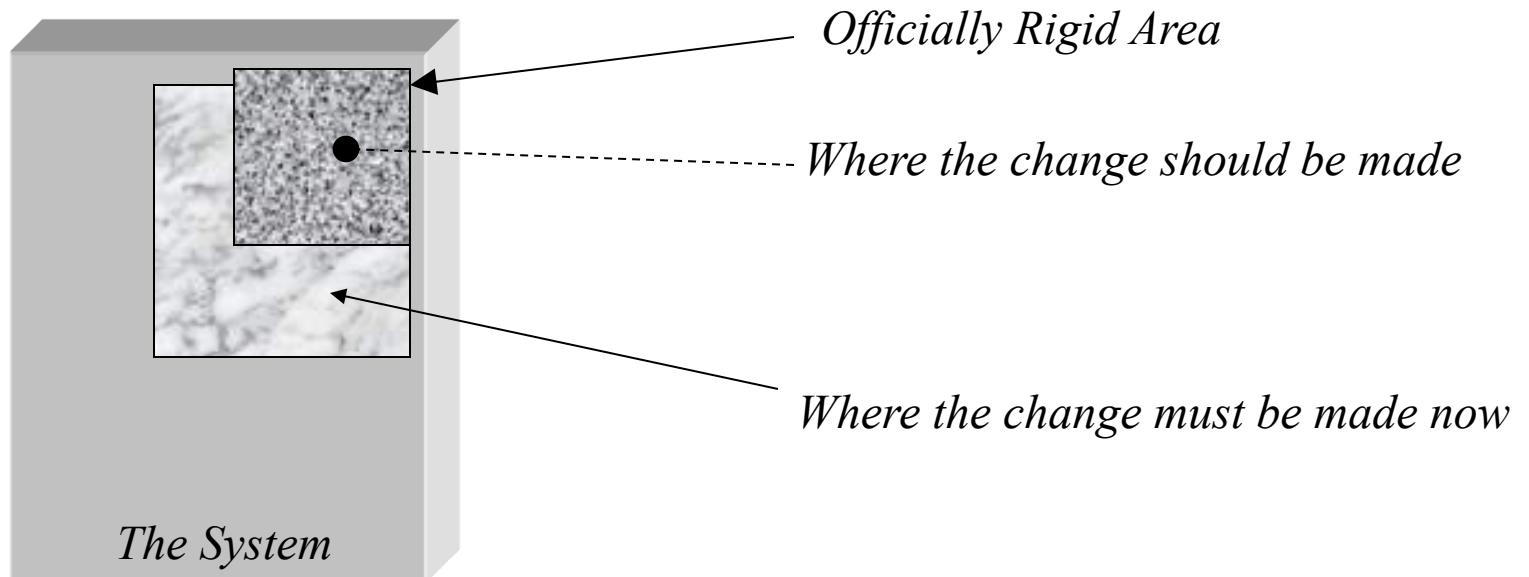 Officially Rigid Area
Where the change should be made
Where the change must be made now
The System